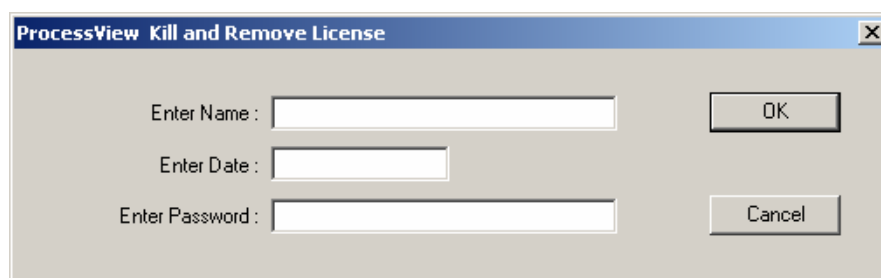 ProcessView Kill and Remove License
Enter Name :
OK
Enter Date :
Enter Password :
Cancel